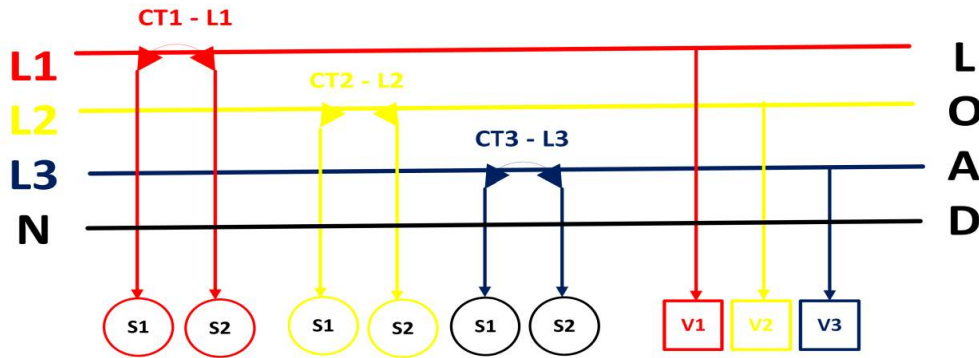 CT1 - L1
L1
L
CT2 - L2
L2
O
CT3 - L3
L3
A
N
D
S1 S2 S1 S2 S1 S2 V1 V2 V3